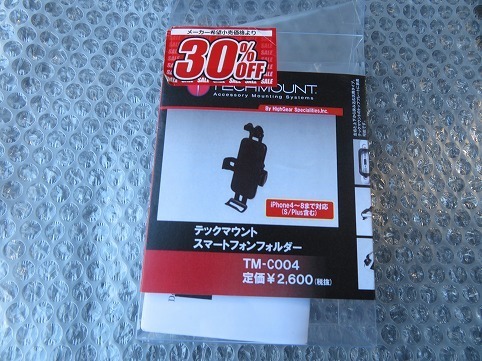 メーカー希望小売価格より
30%OFF
TECHMOUNT
Accessory Mounting Systems
By HighGear Specialities,Inc.
iPhone4〜8まで対応
(S/Plus含む)
テックマウント
スマートフォンフォルダー
TM-C004
定価¥2,600(税抜)